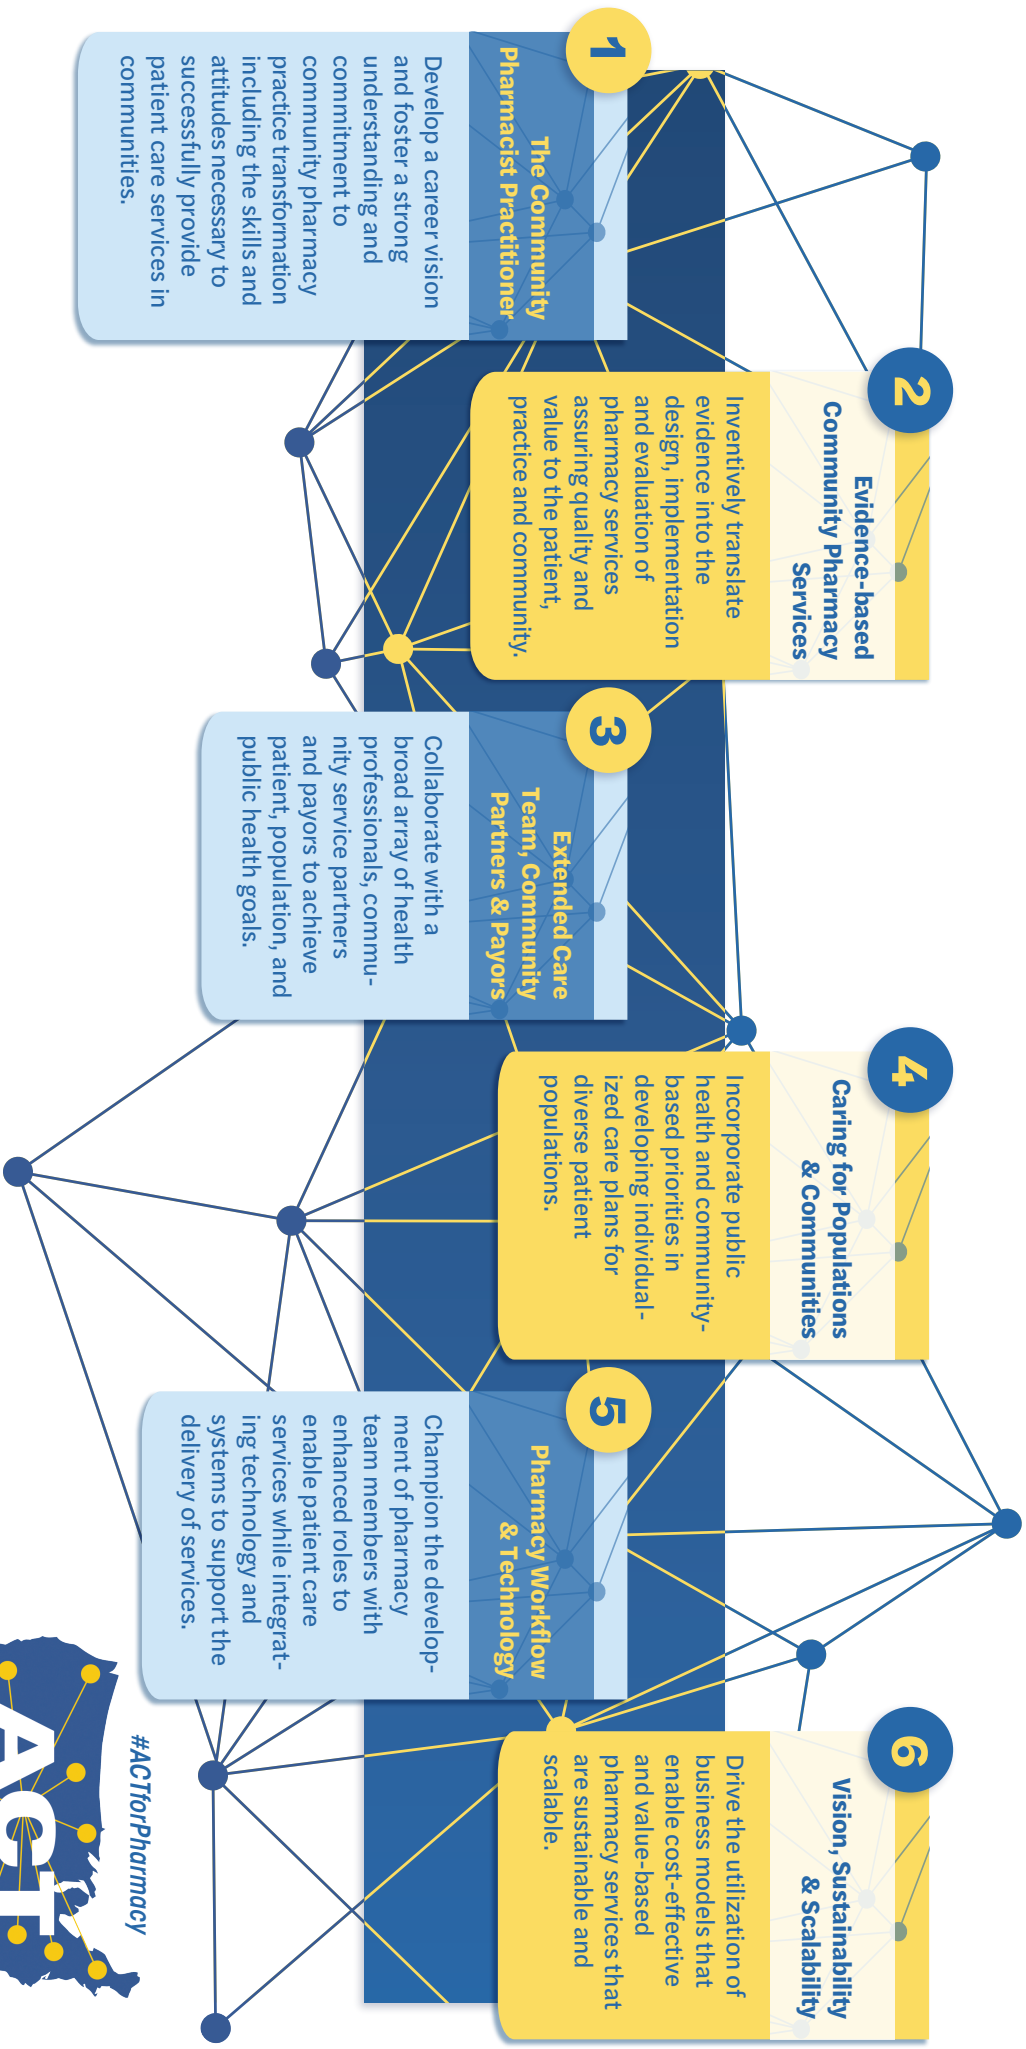 1
The Community
Pharmacist Practitioner
Develop a career vision
and foster a strong
understanding and
commitment to
community pharmacy
practice transformation
including the skills and
attitudes necessary to
successfully provide
patient care services in
communities.
2
Evidence-based
Community Pharmacy
Services
Inventively translate
evidence into the
design, implementation
and evaluation of
pharmacy services
assuring quality and
value to the patient,
practice and community.
3
Extended Care
Team, Community
Partners & Payors
Collaborate with a
broad array of health
professionals, commu-
nity service partners
and payors to achieve
patient, population, and
public health goals.
4
Caring for Populations
& Communities
Incorporate public
health and community-
based priorities in
developing individual-
ized care plans for
diverse patient
populations.
5
Pharmacy Workflow
& Technology
Champion the develop-
ment of pharmacy
team members with
enhanced roles to
enable patient care
services while integrat-
ing technology and
systems to support the
delivery of services.
6
Vision, Sustainability
& Scalability
Drive the utilization of
business models that
enable cost-effective
and value-based
pharmacy services that
are sustainable and
scalable.
#ACTforPharmacy
ACT